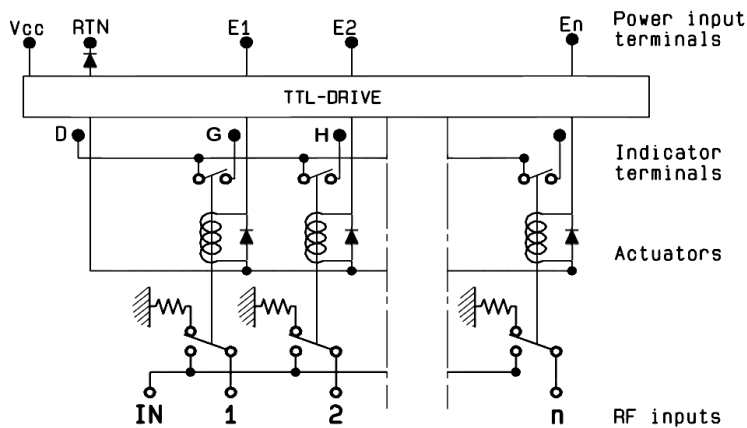 Vcc RTN E1 E2 En Power input
terminals
TTL-DRIVE
D G H
Indicator
terminals
Actuators
IN 1 2 n RF inputs